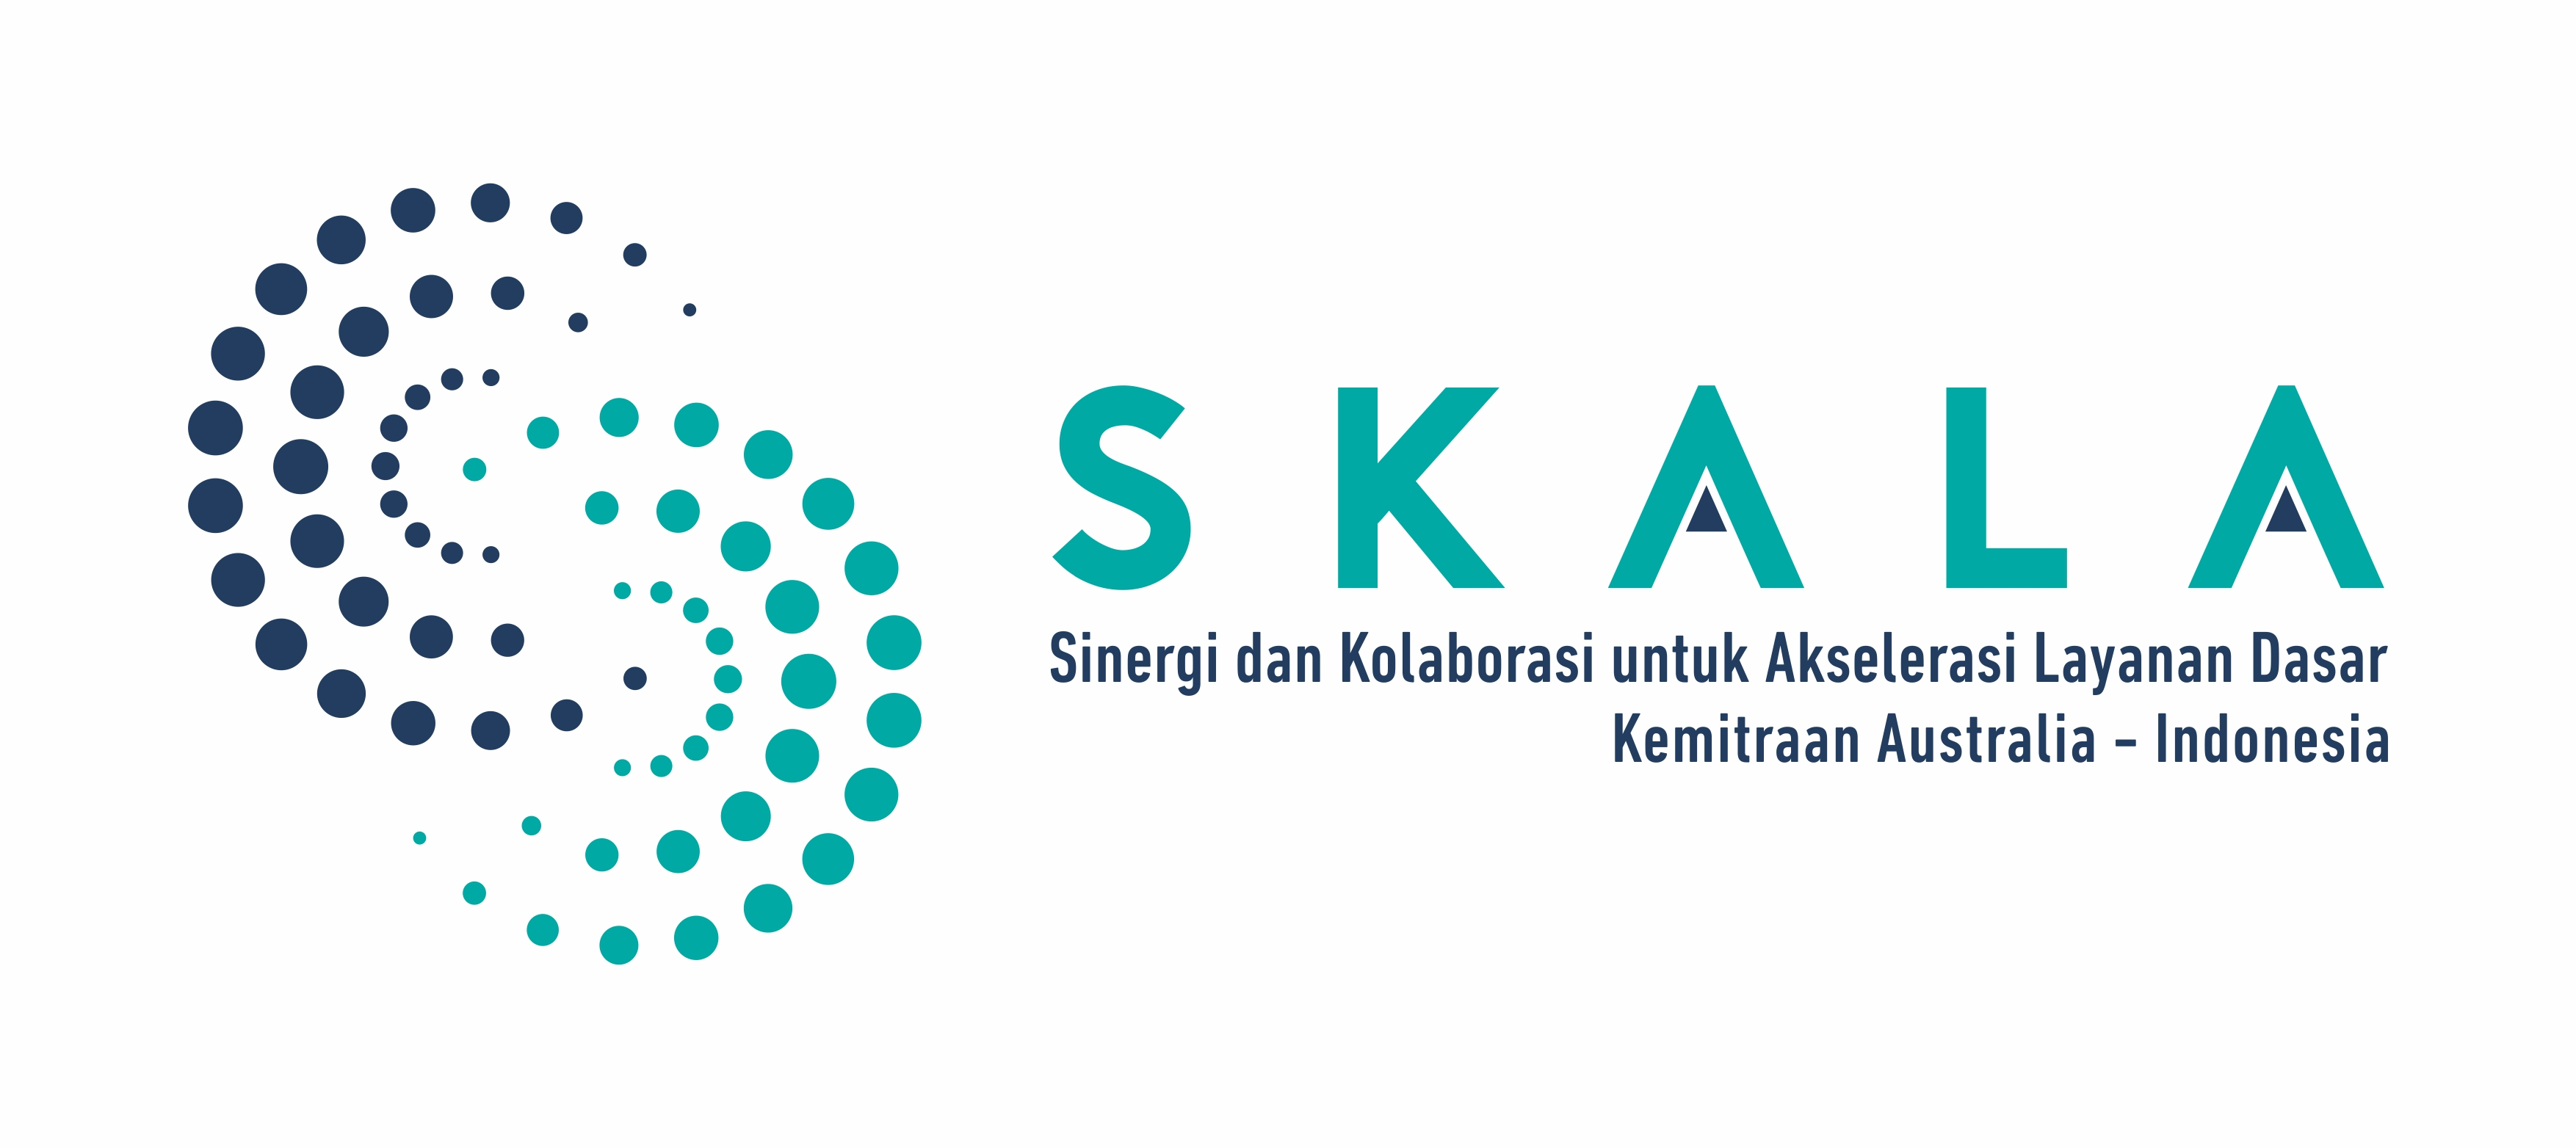 SKALA
Sinergi dan Kolaborasi untuk Akselerasi Layanan Dasar
Kemitraan Australia – Indonesia